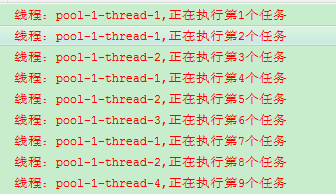 线程：pool-1-thread-1,正在执行第1个任务
线程：pool-1-thread-1,正在执行第2个任务
线程：pool-1-thread-2,正在执行第3个任务
线程：pool-1-thread-1,正在执行第4个任务
线程：pool-1-thread-2,正在执行第5个任务
线程：pool-1-thread-3,正在执行第6个任务
线程：pool-1-thread-1,正在执行第7个任务
线程：pool-1-thread-2,正在执行第8个任务
线程：pool-1-thread-4,正在执行第9个任务